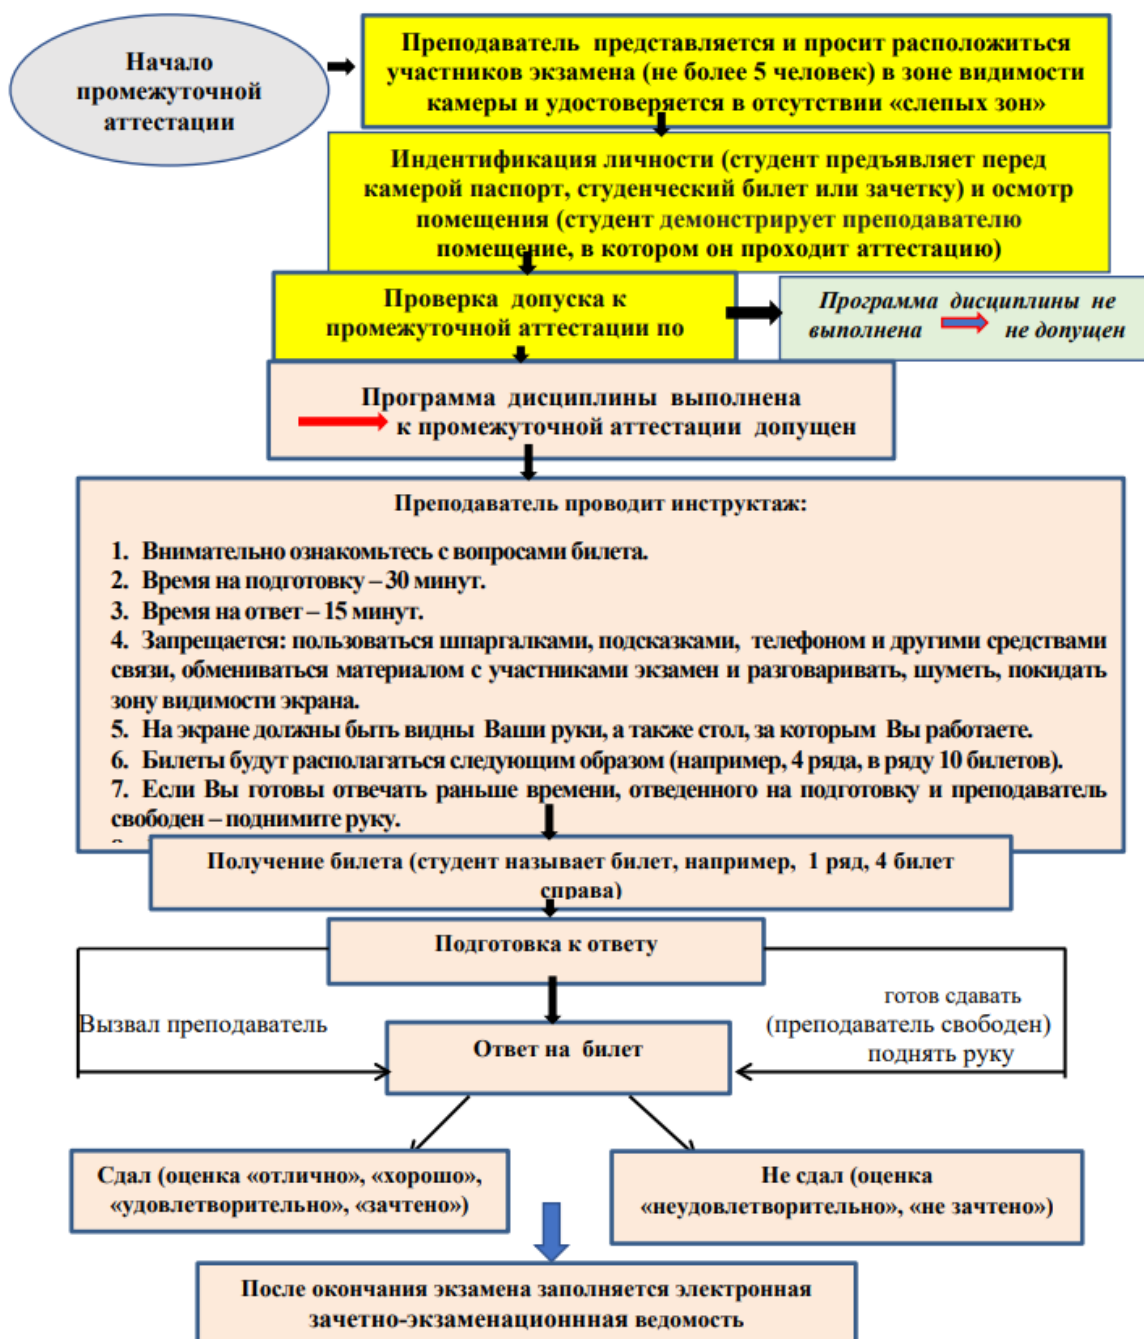 Начало
промежуточной
аттестации
Преподаватель представляется и просит расположиться
участников экзамена (не более 5 человек) в зоне видимости
камеры и удостоверяется в отсутствии «слепых зон»
Индентификация личности (студент предъявляет перед
камерой паспорт, студенческий билет или зачетку) и осмотр
помещения (студент демонстрирует преподавателю
помещение, в котором он проходит аттестацию)
Проверка допуска к
промежуточной аттестации по
Программа дисциплины не
выполнена не допущен
Программа дисциплины выполнена
к промежуточной аттестации допущен
Преподаватель проводит инструктаж:
1. Внимательно ознакомьтесь с вопросами билета.
2. Время на подготовку – 30 минут.
3. Время на ответ – 15 минут.
4. Запрещается: пользоваться шпаргалками, подсказками, телефоном и другими средствами
связи, обмениваться материалом с участниками экзамен и разговаривать, шуметь, покидать
зону видимости экрана.
5. На экране должны быть видны Ваши руки, а также стол, за которым Вы работаете.
6. Билеты будут располагаться следующим образом (например, 4 ряда, в ряду 10 билетов).
7. Если Вы готовы отвечать раньше времени, отведенного на подготовку и преподаватель
свободен – поднимите руку.
Получение билета (студент называет билет, например, 1 ряд, 4 билет
справа)
Подготовка к ответу
Вызвал преподаватель
готов сдавать
(преподаватель свободен)
поднять руку
Ответ на билет
Сдал (оценка «отлично», «хорошо»,
«удовлетворительно», «зачтено»)
Не сдал (оценка
«неудовлетворительно», «не зачтено»)
После окончания экзамена заполняется электронная
зачетно-экзаменационнная ведомость